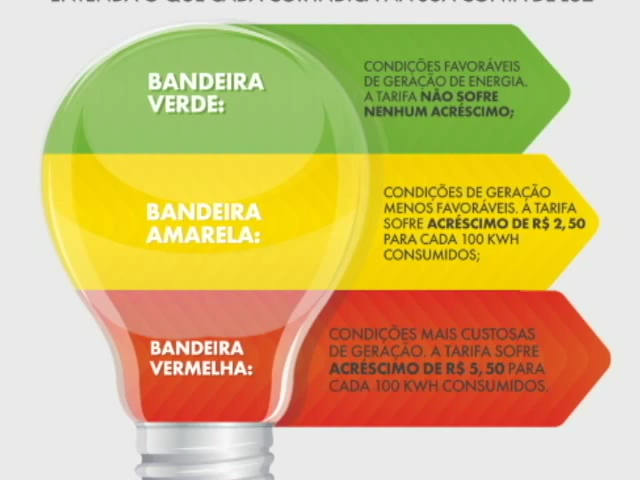 BANDEIRA
VERDE:
CONDIÇÕES FAVORÁVEIS
DE GERAÇÃO DE ENERGIA.
A TARIFA NÃO SOFRE
NENHUM ACRÉSCIMO;
BANDEIRA
AMARELA:
CONDIÇÕES DE GERAÇÃO
MENOS FAVORÁVEIS. A TARIFA
SOFRE ACRÉSCIMO DE R$ 2,50
PARA CADA 100 KWH
CONSUMIDOS;
BANDEIRA
VERMELHA:
CONDIÇÕES MAIS CUSTOSAS
DE GERAÇÃO. A TARIFA SOFRE
ACRÉSCIMO DE R$ 5,50 PARA
CADA 100 KWH CONSUMIDOS.